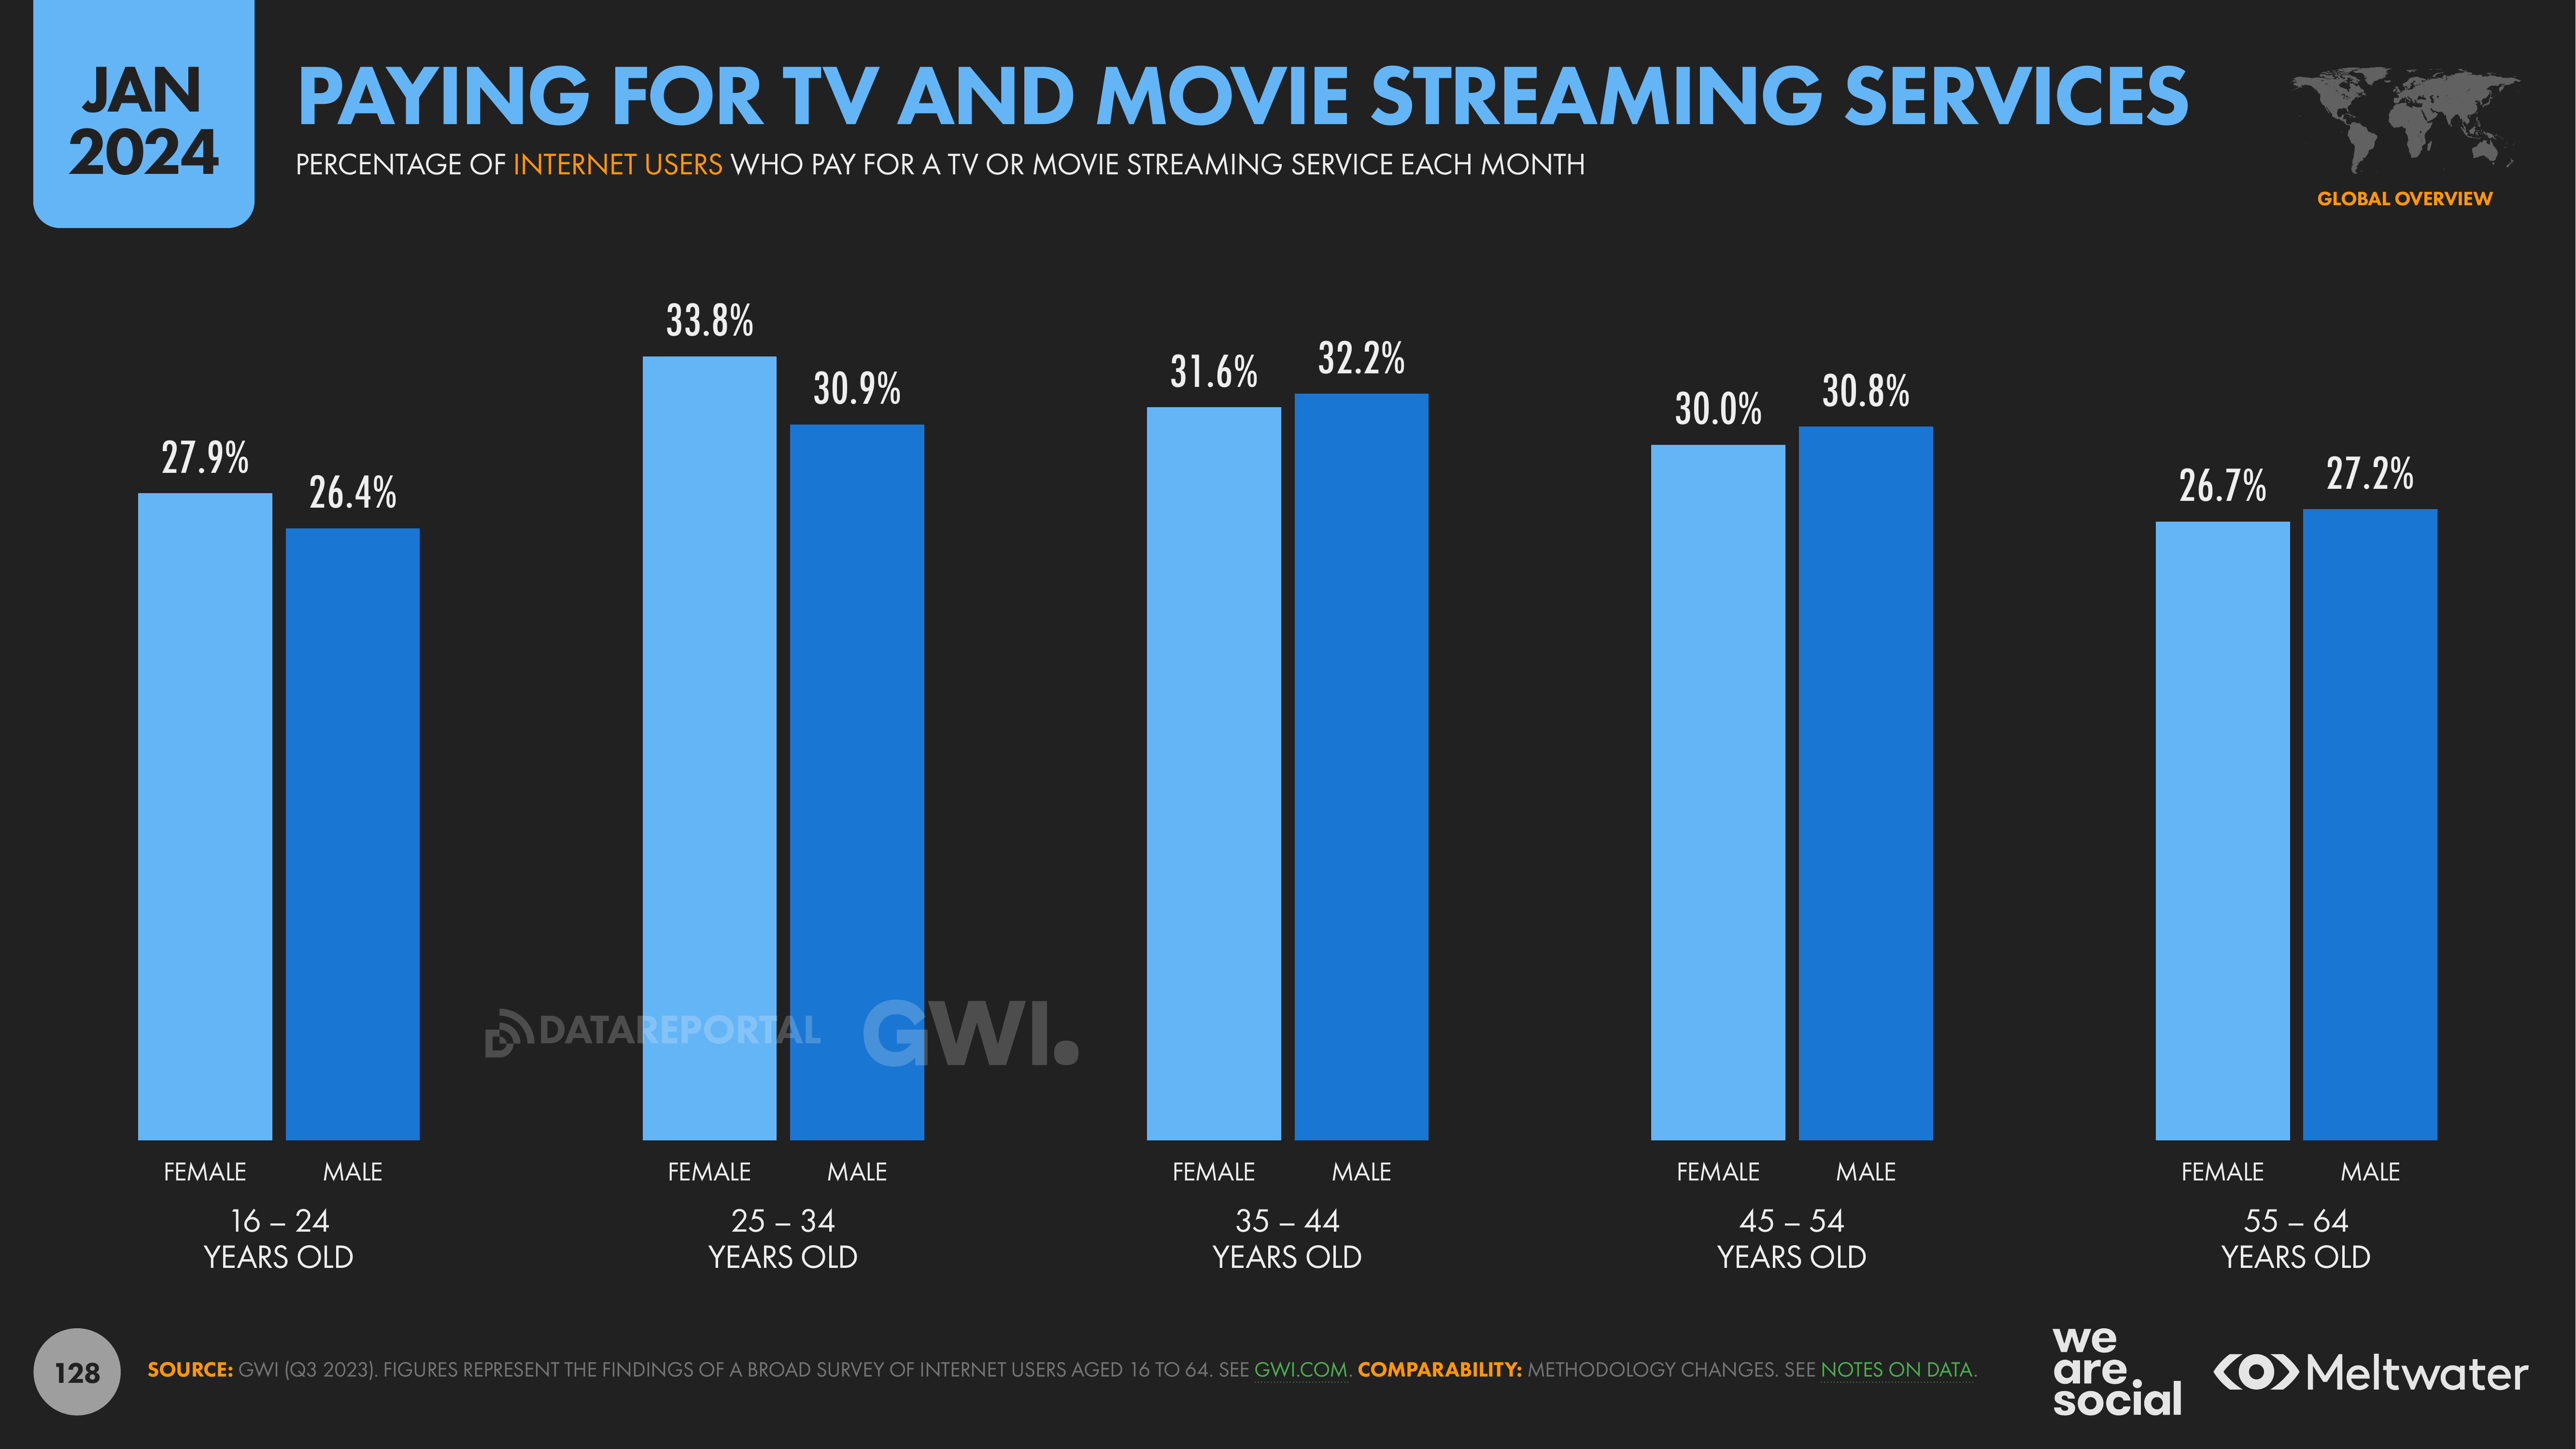 JAN
2024
PAYING FOR TV AND MOVIE STREAMING SERVICES
PERCENTAGE OF INTERNET USERS WHO PAY FOR A TV OR MOVIE STREAMING SERVICE EACH MONTH
GLOBAL OVERVIEW
27.9%
26.4%
33.8%
30.9%
31.6%
32.2%
30.0%
30.8%
26.7%
27.2%
DATAREPORTAL GWI.
FEMALE MALE FEMALE MALE FEMALE MALE FEMALE MALE FEMALE MALE
16 – 24 25 – 34 35 – 44 45 – 54 55 – 64
YEARS OLD YEARS OLD YEARS OLD YEARS OLD YEARS OLD
128
SOURCE: GWI (Q3 2023). FIGURES REPRESENT THE FINDINGS OF A BROAD SURVEY OF INTERNET USERS AGED 16 TO 64. SEE GWI.COM. COMPARABILITY: METHODOLOGY CHANGES. SEE NOTES ON DATA.
we
are
social
Meltwater